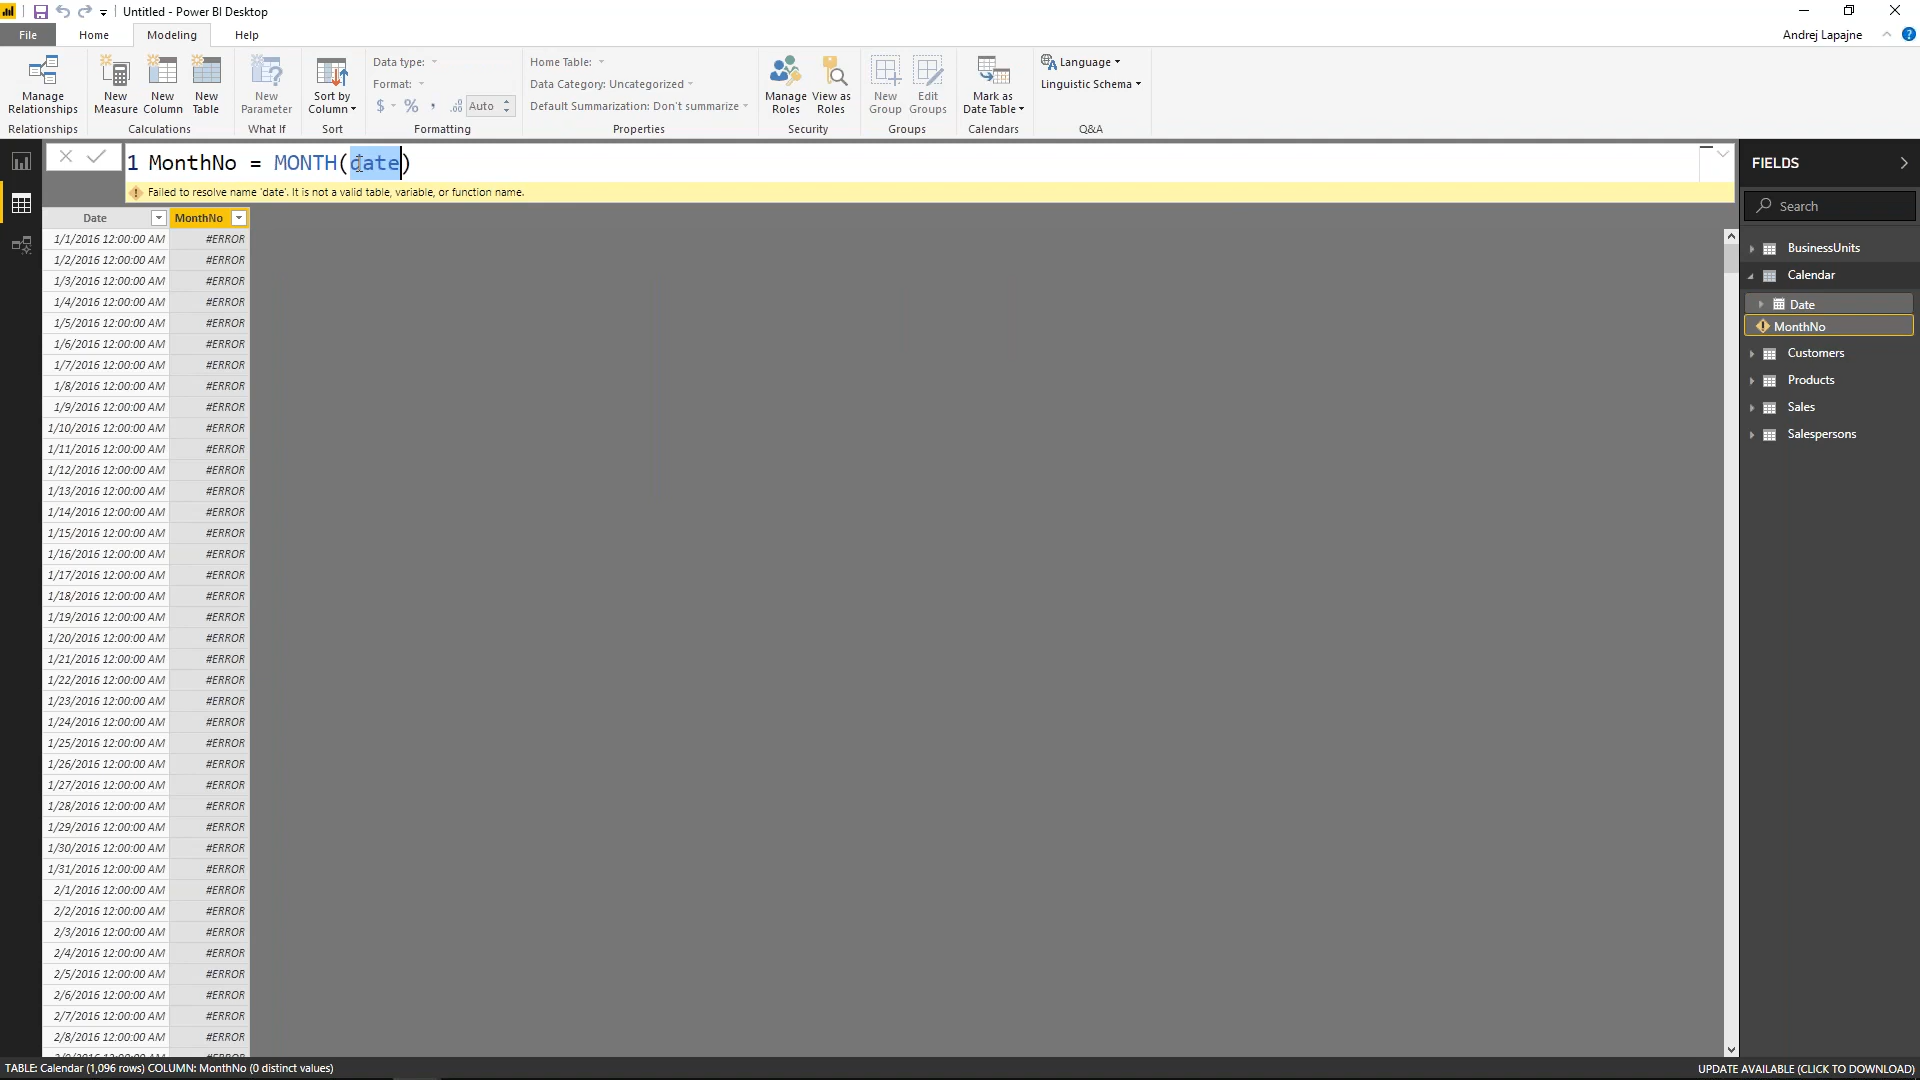 Untitled - Power BI Desktop
File Home Modeling Help Andrej Lapajne
Manage Relationships
New Measure
New Column
New Table
New Parameter
Sort by Column
Data type:
Format:
$ % , .00 Auto
Home Table:
Data Category: Uncategorized
Default Summarization: Don't summarize
Manage Roles
View as Roles
New Group
Edit Groups
Mark as Date Table
Language
Linguistic Schema
Relationships Calculations What If Sort Formatting Properties Security Groups Calendars Q&A
1 MonthNo = MONTH(date)
Failed to resolve name 'date'. It is not a valid table, variable, or function name.
Date MonthNo
1/1/2016 12:00:00 AM #ERROR
1/2/2016 12:00:00 AM #ERROR
1/3/2016 12:00:00 AM #ERROR
1/4/2016 12:00:00 AM #ERROR
1/5/2016 12:00:00 AM #ERROR
1/6/2016 12:00:00 AM #ERROR
1/7/2016 12:00:00 AM #ERROR
1/8/2016 12:00:00 AM #ERROR
1/9/2016 12:00:00 AM #ERROR
1/10/2016 12:00:00 AM #ERROR
1/11/2016 12:00:00 AM #ERROR
1/12/2016 12:00:00 AM #ERROR
1/13/2016 12:00:00 AM #ERROR
1/14/2016 12:00:00 AM #ERROR
1/15/2016 12:00:00 AM #ERROR
1/16/2016 12:00:00 AM #ERROR
1/17/2016 12:00:00 AM #ERROR
1/18/2016 12:00:00 AM #ERROR
1/19/2016 12:00:00 AM #ERROR
1/20/2016 12:00:00 AM #ERROR
1/21/2016 12:00:00 AM #ERROR
1/22/2016 12:00:00 AM #ERROR
1/23/2016 12:00:00 AM #ERROR
1/24/2016 12:00:00 AM #ERROR
1/25/2016 12:00:00 AM #ERROR
1/26/2016 12:00:00 AM #ERROR
1/27/2016 12:00:00 AM #ERROR
1/28/2016 12:00:00 AM #ERROR
1/29/2016 12:00:00 AM #ERROR
1/30/2016 12:00:00 AM #ERROR
1/31/2016 12:00:00 AM #ERROR
2/1/2016 12:00:00 AM #ERROR
2/2/2016 12:00:00 AM #ERROR
2/3/2016 12:00:00 AM #ERROR
2/4/2016 12:00:00 AM #ERROR
2/5/2016 12:00:00 AM #ERROR
2/6/2016 12:00:00 AM #ERROR
2/7/2016 12:00:00 AM #ERROR
2/8/2016 12:00:00 AM #ERROR
FIELDS
Search
BusinessUnits
Calendar
Date
MonthNo
Customers
Products
Sales
Salespersons
TABLE: Calendar (1,096 rows) COLUMN: MonthNo (0 distinct values)
UPDATE AVAILABLE (CLICK TO DOWNLOAD)